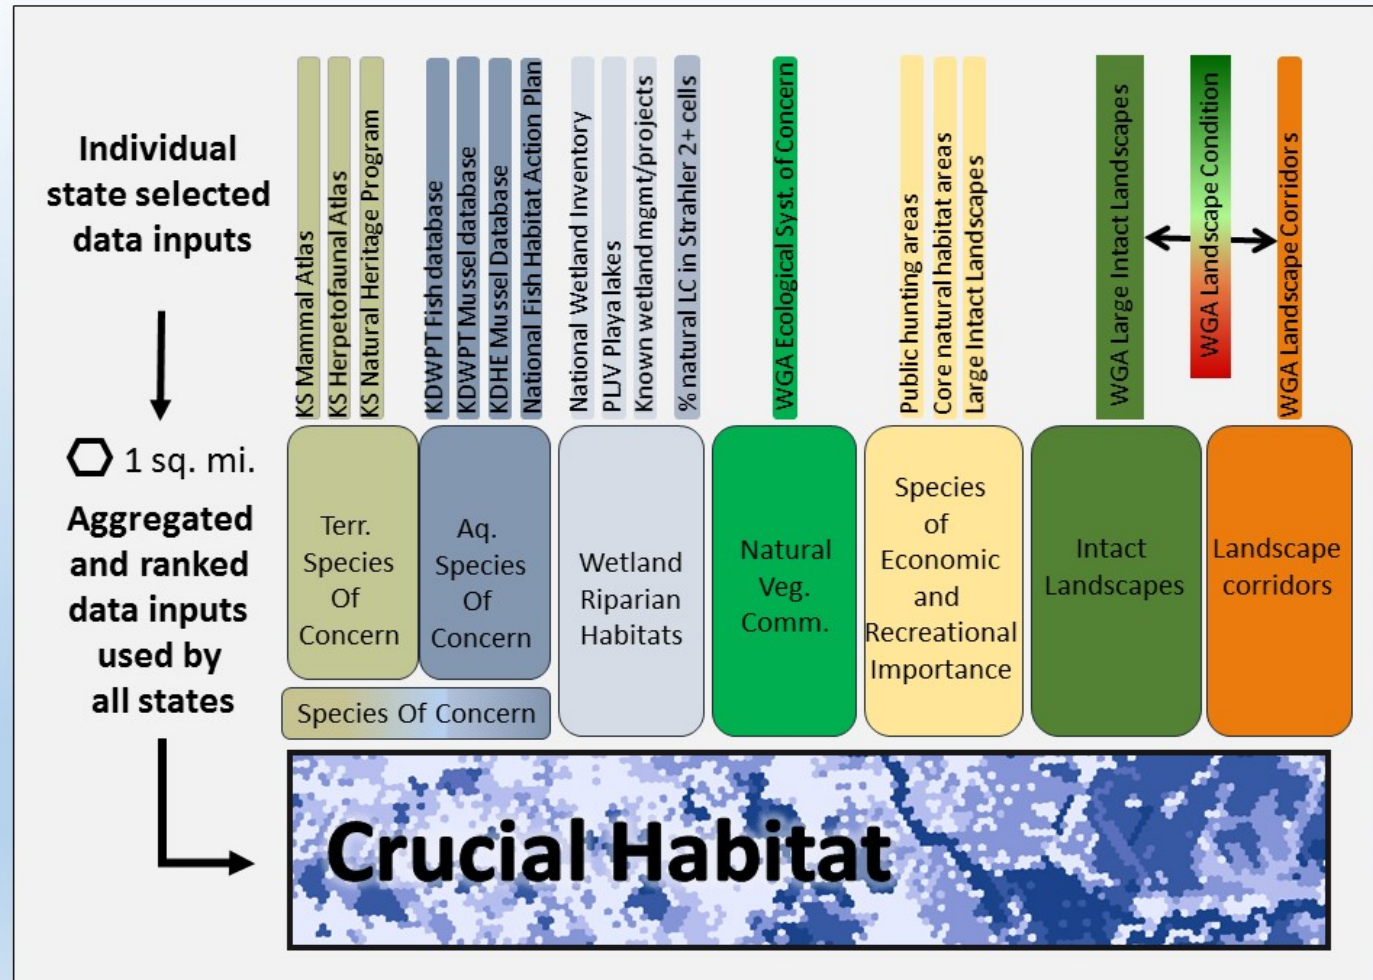 Individual
state selected
data inputs
1 sq. mi.
Aggregated
and ranked
data inputs
used by
all states
KS Mammal Atlas
KS Herpetofaunal Atlas
KS Natural Heritage Program
KDWPT Fish database
KDWPT Mussel database
KDHE Mussel Database
National Fish Habitat Action Plan
National Wetland Inventory
PLJV Playa lakes
Known wetland mgmt/projects
% natural LC in Strahler 2+ cells
WGA Ecological Syst. of Concern
Public hunting areas
Core natural habitat areas
Large Intact Landscapes
WGA Large Intact Landscapes
WGA Landscape Condition
WGA Landscape Corridors
Terr.
Species
Of
Concern
Aq.
Species
Of
Concern
Species Of Concern
Wetland
Riparian
Habitats
Natural
Veg.
Comm.
Species
of
Economic
and
Recreational
Importance
Intact
Landscapes
Landscape
corridors
Crucial Habitat